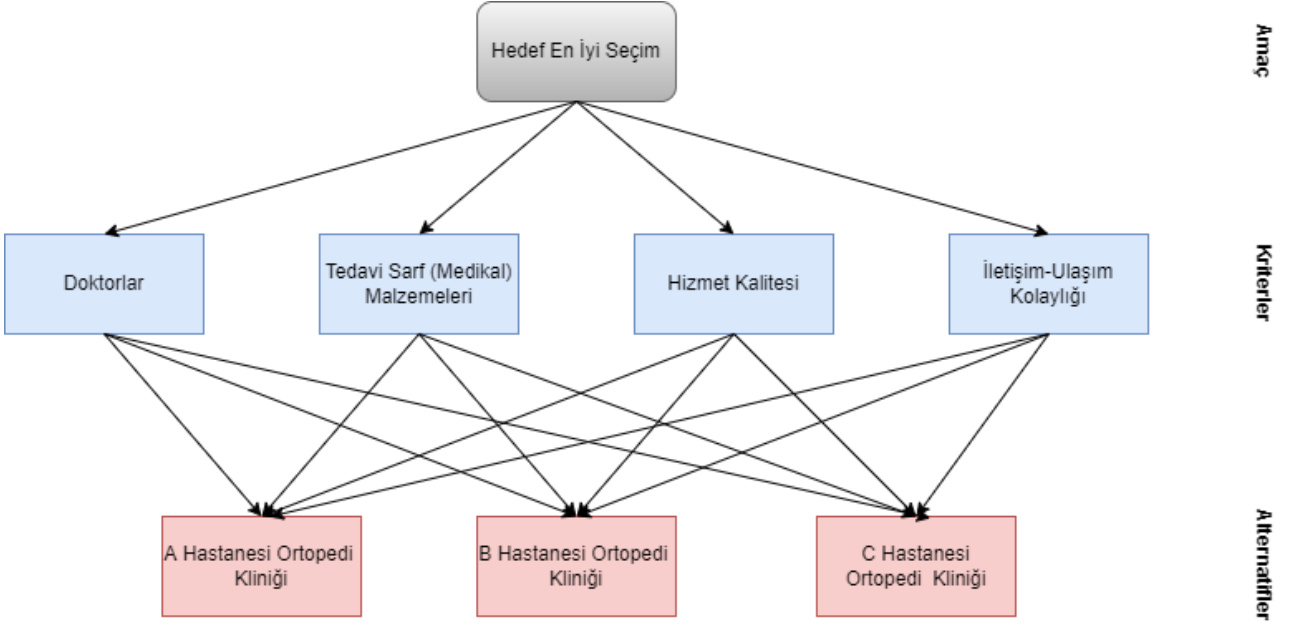 Hedef En İyi Seçim
Amaç
Doktorlar
Tedavi Sarf (Medikal)
Malzemeleri
Hizmet Kalitesi
İletişim-Ulaşım
Kolaylığı
Kriterler
A Hastanesi Ortopedi
Kliniği
B Hastanesi Ortopedi
Kliniği
C Hastanesi
Ortopedi Kliniği
Alternatifler